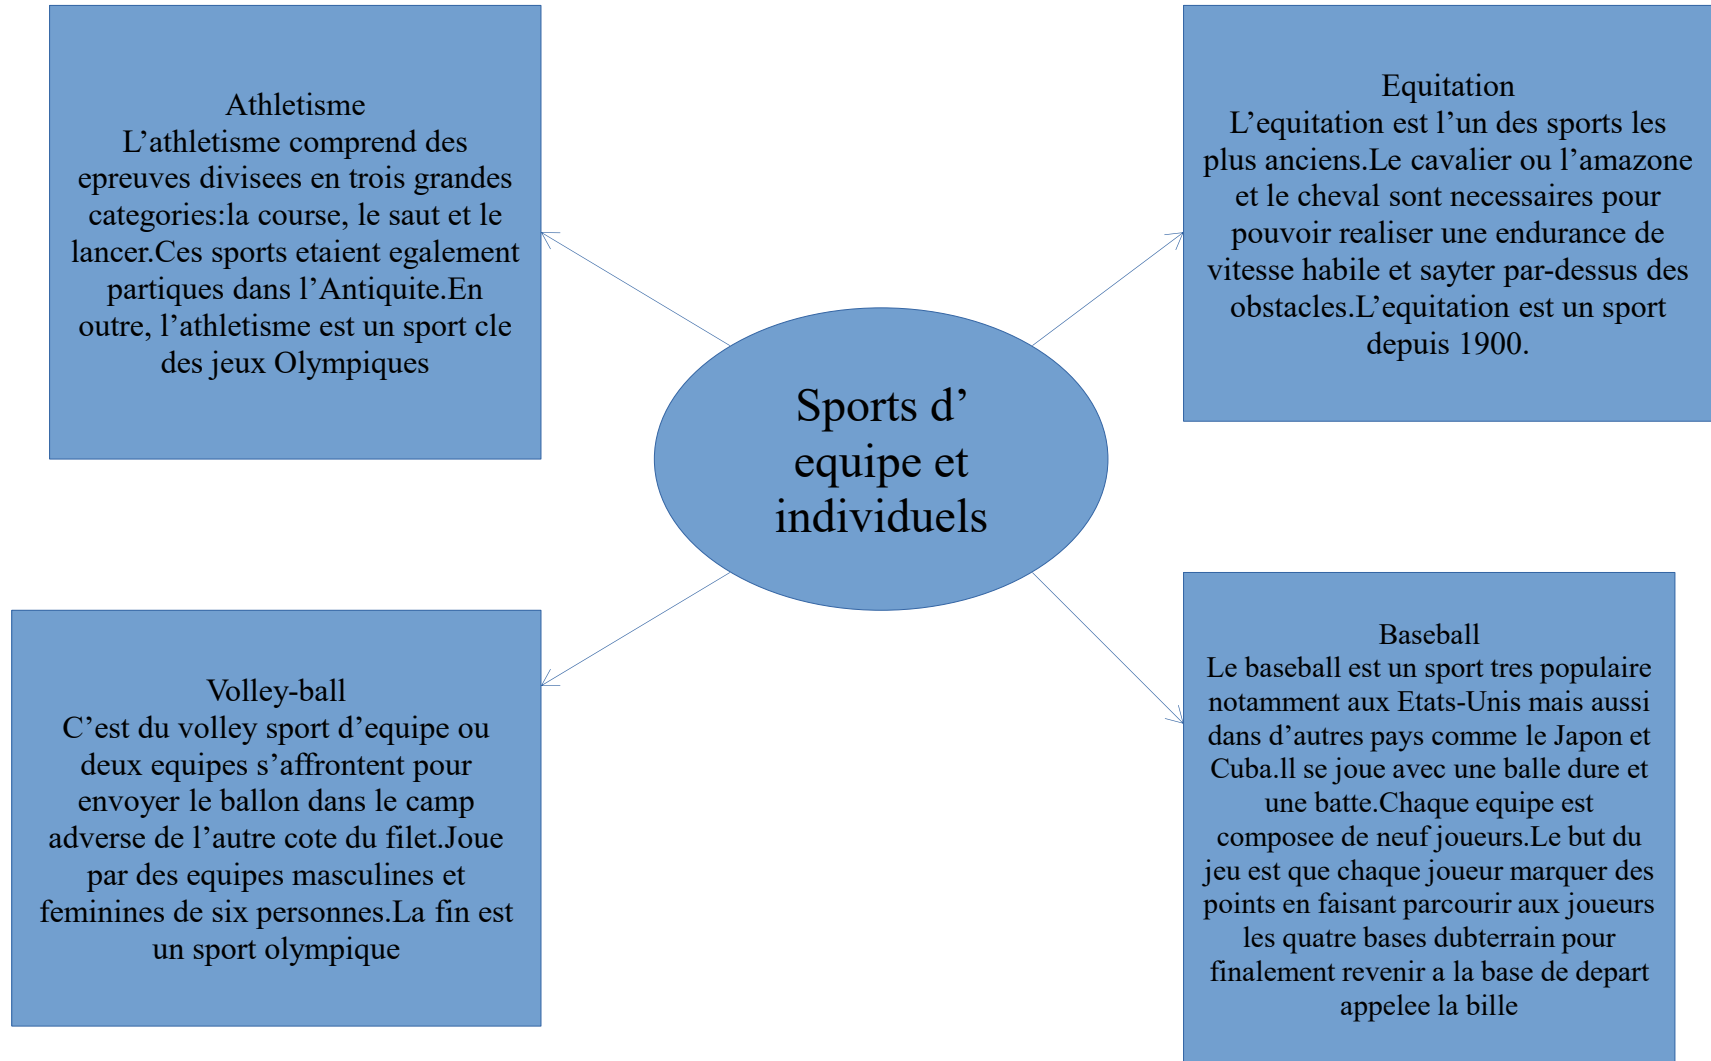 Athletisme
L’athletisme comprend des
epreuves divisees en trois grandes
categories:la course, le saut et le
lancer.Ces sports etaient egalement
partiques dans l’Antiquite.En
outre, l’athletisme est un sport cle
des jeux Olympiques
Equitation
L’equitation est l’un des sports les
plus anciens.Le cavalier ou l’amazone
et le cheval sont necessaires pour
pouvoir realiser une endurance de
vitesse habile et sayter par-dessus des
obstacles.L’equitation est un sport
depuis 1900.
Sports d’
equipe et
individuels
Volley-ball
C’est du volley sport d’equipe ou
deux equipes s’affrontent pour
envoyer le ballon dans le camp
adverse de l’autre cote du filet.Joue
par des equipes masculines et
feminines de six personnes.La fin est
un sport olympique
Baseball
Le baseball est un sport tres populaire
notamment aux Etats-Unis mais aussi
dans d’autres pays comme le Japon et
Cuba.ll se joue avec une balle dure et
une batte.Chaque equipe est
composee de neuf joueurs.Le but du
jeu est que chaque joueur marquer des
points en faisant parcourir aux joueurs
les quatre bases dubterrain pour
finalement revenir a la base de depart
appelee la bille